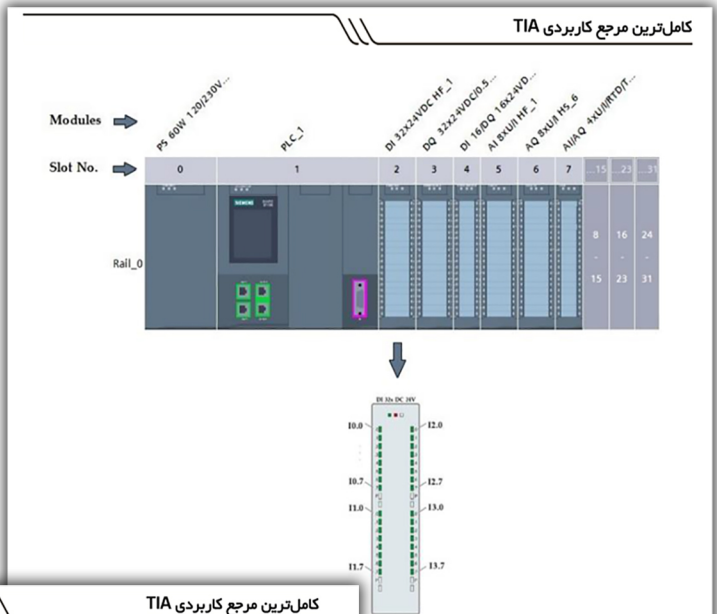 کامل‌ترین مرجع کاربردی TIA
Modules
PS 60W 120/230V...
PLC_1
DI 32x24VDC HF_1
DQ 32x24VDC/0.5...
DI 16/DQ 16x24VD...
AI 8xU/I HF_1
AQ 8xU/I HS_6
AI/AQ 4xU/I/RTD/T...
Slot No.
0 1 2 3 4 5 6 7 ...15 ...23 ...31
SIEMENS
8 16 24
- - -
15 23 31
Rail_0
DI 32x DC 24V
I0.0 I2.0
I0.7 I2.7
I1.0 I3.0
I1.7 I3.7
کامل‌ترین مرجع کاربردی TIA